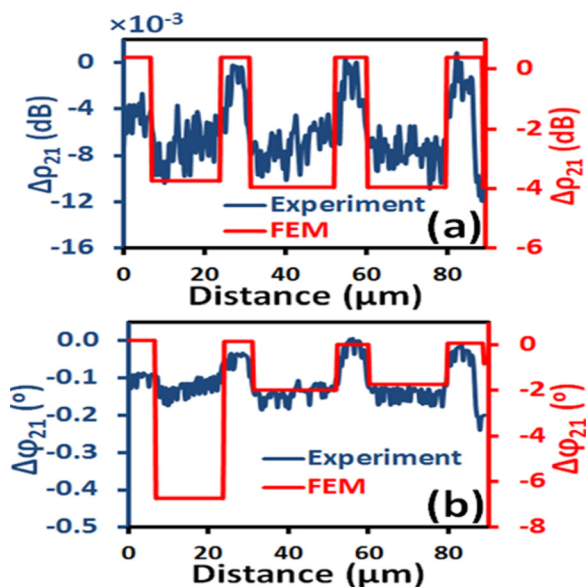 ×10⁻³
0
-4
-8
-12
-16
Δρ₂₁ (dB)
0
-2
-4
-6
Δρ₂₁ (dB)
Experiment
FEM
(a)
0 20 40 60 80
Distance (μm)
0.0
-0.1
-0.2
-0.3
-0.4
-0.5
Δφ₂₁ (º)
0
-2
-4
-6
-8
Δφ₂₁ (º)
Experiment
FEM
(b)
0 20 40 60 80
Distance (μm)